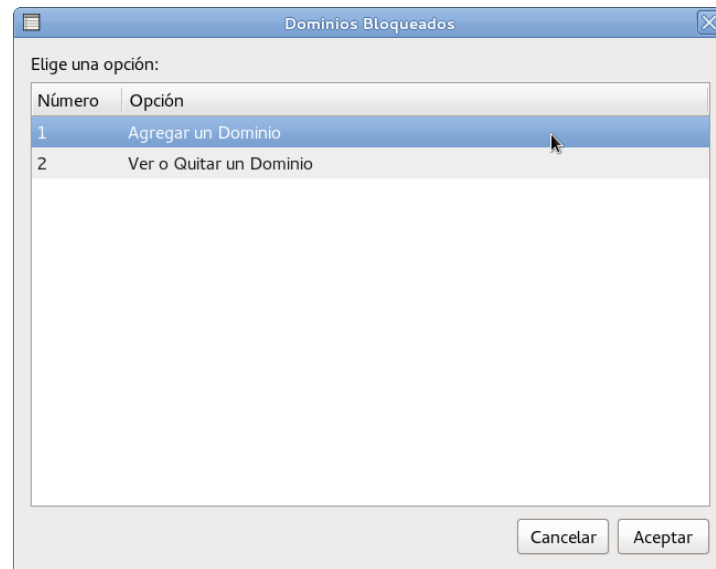 Dominios Bloqueados
Elige una opción:
Número Opción
1 Agregar un Dominio
2 Ver o Quitar un Dominio
Cancelar Aceptar